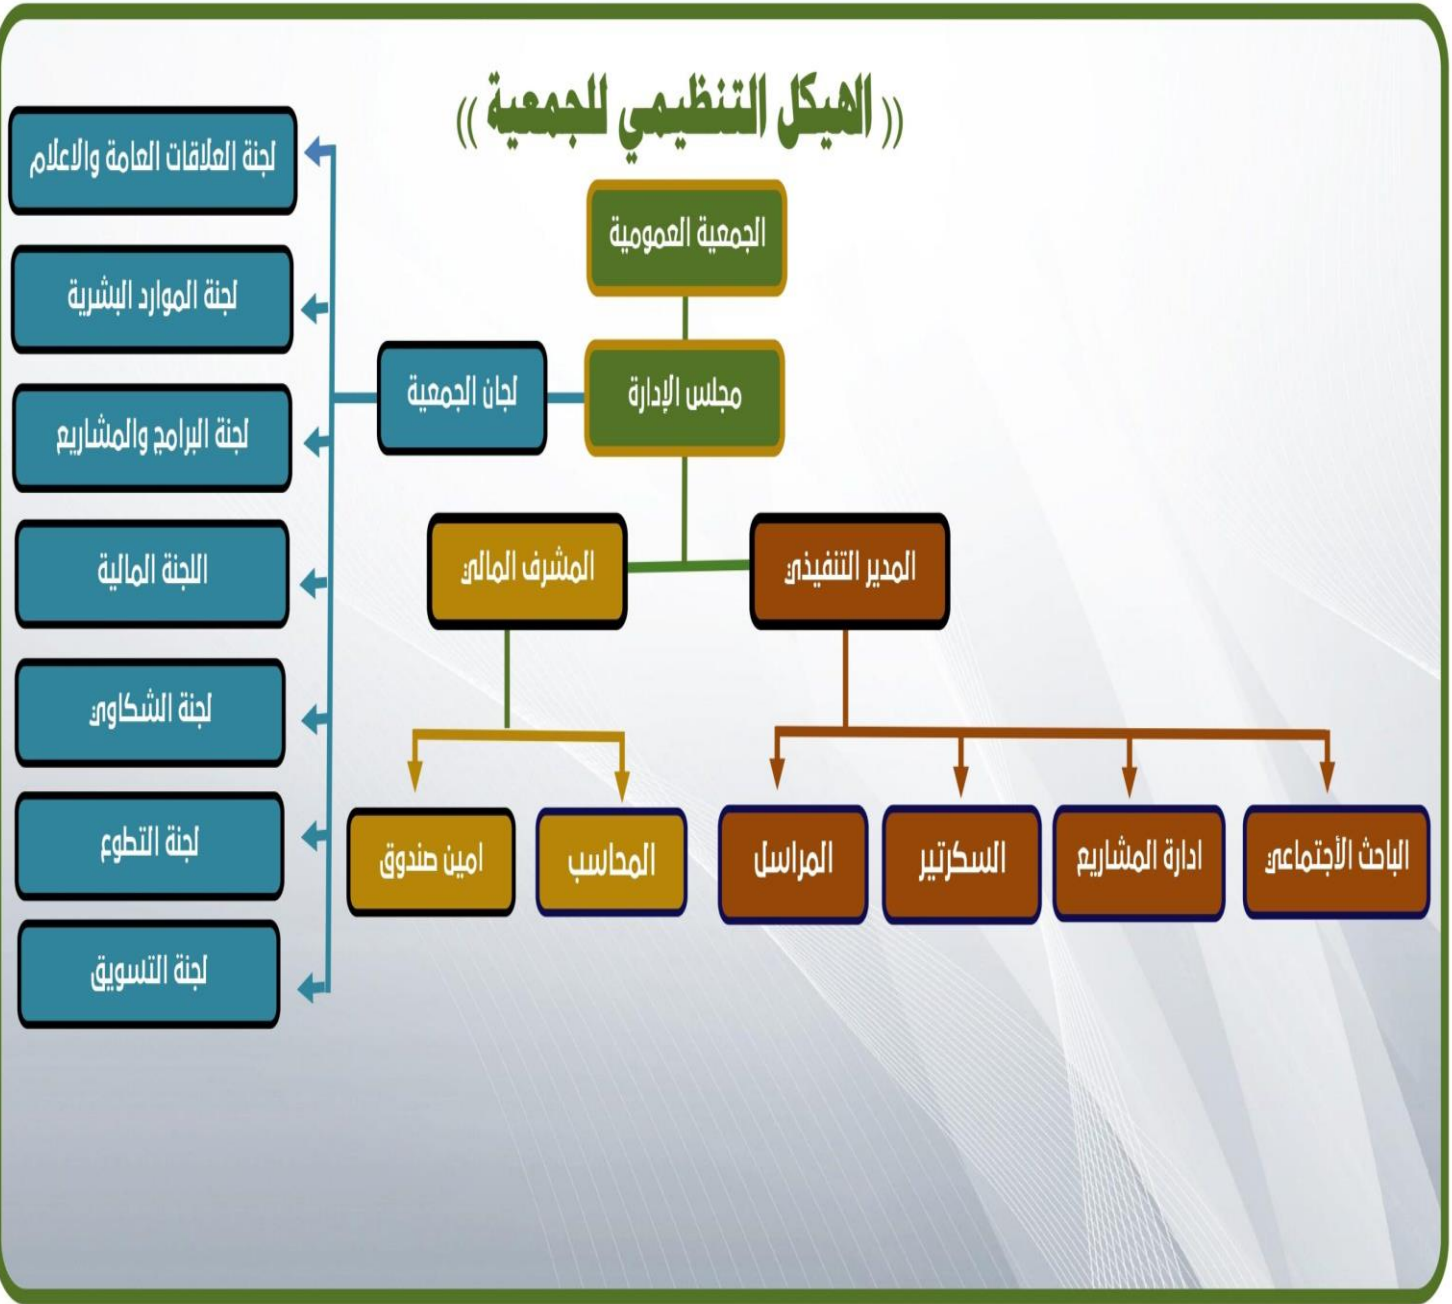 (( الهيكل التنظيمي للجمعية ))
الجمعية العمومية
مجلس الإدارة
لجان الجمعية
لجنة العلاقات العامة والاعلام
لجنة الموارد البشرية
لجنة البرامج والمشاريع
اللجنة المالية
لجنة الشكاوي
لجنة التطوع
لجنة التسويق
المدير التنفيذي
المشرف المالي
الباحث الأجتماعي
ادارة المشاريع
السكرتير
المراسل
المحاسب
امين صندوق